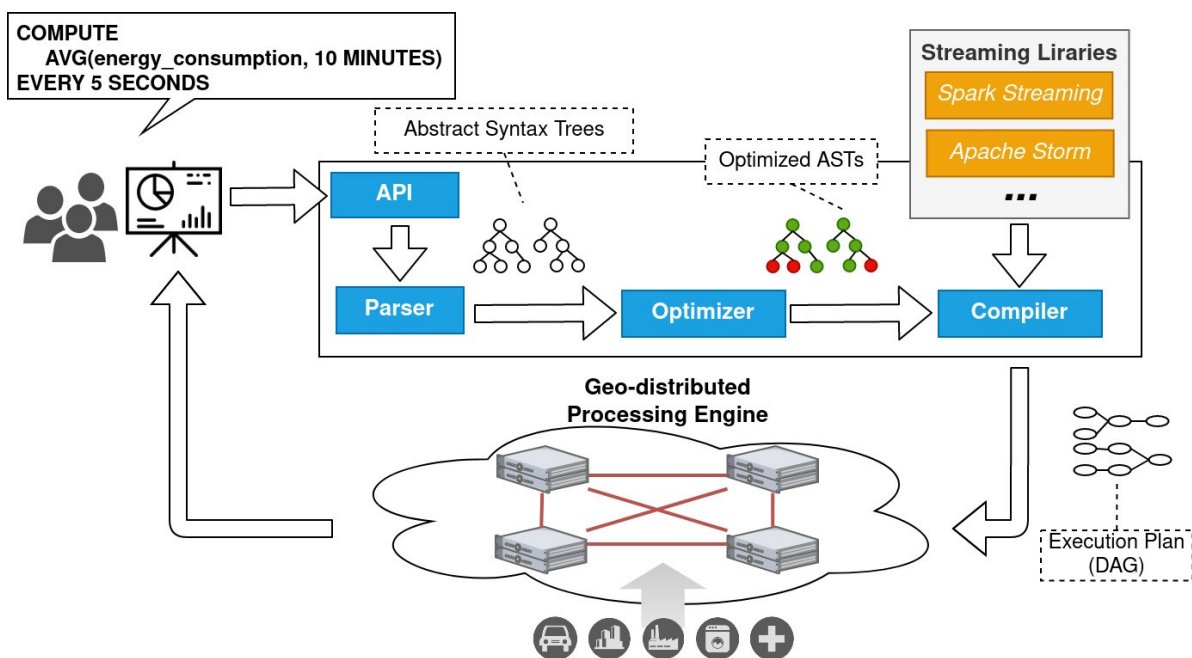 COMPUTE
AVG(energy_consumption, 10 MINUTES)
EVERY 5 SECONDS
Streaming Liraries
Spark Streaming
Apache Storm
...
Abstract Syntax Trees
Optimized ASTs
API
Parser
Optimizer
Compiler
Geo-distributed
Processing Engine
Execution Plan
(DAG)